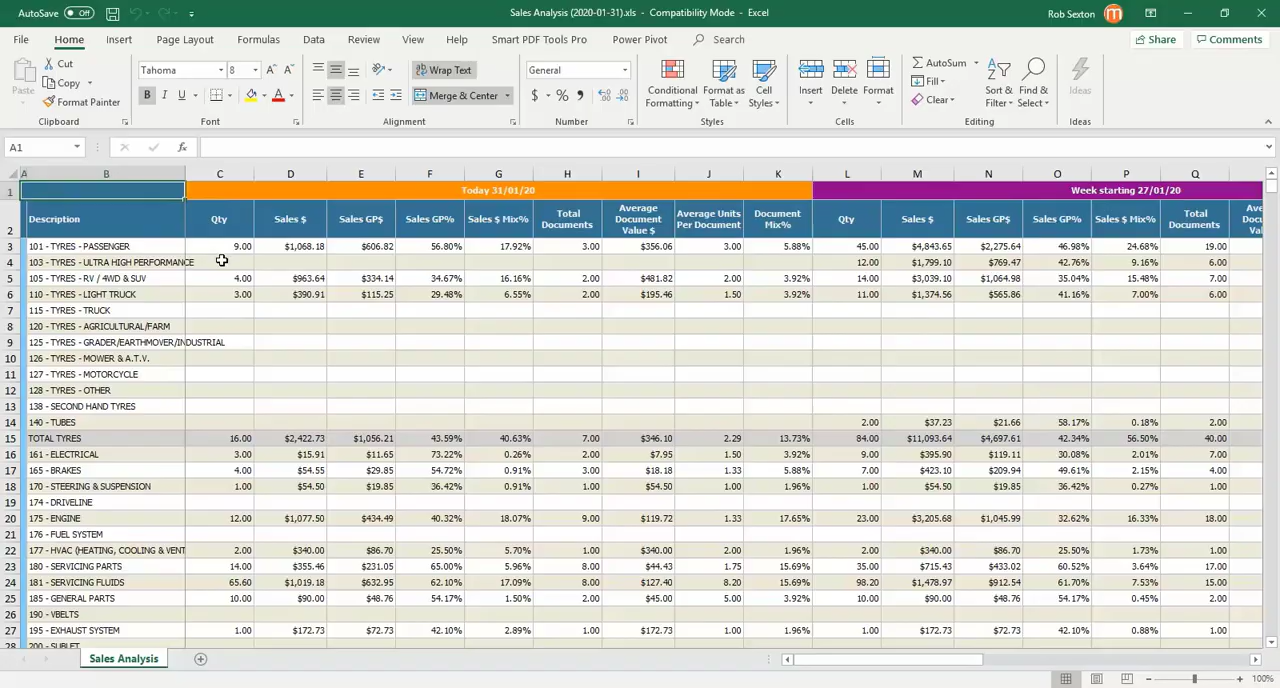 AutoSave Off Sales Analysis (2020-01-31).xls - Compatibility Mode - Excel Rob Sexton
File Home Insert Page Layout Formulas Data Review View Help Smart PDF Tools Pro Power Pivot Search Share Comments
Paste Cut Copy Format Painter Clipboard
Tahoma 8 A A B I U A Font
Wrap Text Merge & Center Alignment
General $ % Number
Conditional Formatting Format as Table Cell Styles Styles
Insert Delete Format Cells
AutoSum Fill Clear Sort & Filter Find & Select Editing
Ideas Ideas
A1 fx
A B C D E F G H I J K L M N O P Q
1 Today 31/01/20 Week starting 27/01/20
2 Description Qty Sales $ Sales GP$ Sales GP% Sales $ Mix% Total Documents Average Document Value $ Average Units Per Document Document Mix% Qty Sales $ Sales GP$ Sales GP% Sales $ Mix% Total Documents
3 101 - TYRES - PASSENGER 9.00 $1,068.18 $606.82 56.80% 17.92% 3.00 $356.06 3.00 5.88% 45.00 $4,843.65 $2,275.64 46.98% 24.68% 19.00
4 103 - TYRES - ULTRA HIGH PERFORMANCE 12.00 $1,799.10 $769.47 42.76% 9.16% 6.00
5 105 - TYRES - RV / 4WD & SUV 4.00 $963.64 $334.14 34.67% 16.16% 2.00 $481.82 2.00 3.92% 14.00 $3,039.10 $1,064.98 35.04% 15.48% 7.00
6 110 - TYRES - LIGHT TRUCK 3.00 $390.91 $115.25 29.48% 6.55% 2.00 $195.46 1.50 3.92% 11.00 $1,374.56 $565.86 41.16% 7.00% 6.00
7 115 - TYRES - TRUCK
8 120 - TYRES - AGRICULTURAL/FARM
9 125 - TYRES - GRADER/EARTHMOVER/INDUSTRIAL
10 126 - TYRES - MOWER & A.T.V.
11 127 - TYRES - MOTORCYCLE
12 128 - TYRES - OTHER
13 138 - SECOND HAND TYRES
14 140 - TUBES 2.00 $37.23 $21.66 58.17% 0.18% 2.00
15 TOTAL TYRES 16.00 $2,422.73 $1,056.21 43.59% 40.63% 7.00 $346.10 2.29 13.73% 84.00 $11,093.64 $4,697.61 42.34% 56.50% 40.00
16 161 - ELECTRICAL 3.00 $15.91 $11.65 73.22% 0.26% 2.00 $7.95 1.50 3.92% 9.00 $395.90 $119.11 30.08% 2.01% 7.00
17 165 - BRAKES 4.00 $54.55 $29.85 54.72% 0.91% 3.00 $18.18 1.33 5.88% 7.00 $423.10 $209.94 49.61% 2.15% 4.00
18 170 - STEERING & SUSPENSION 1.00 $54.50 $19.85 36.42% 0.91% 1.00 $54.50 1.00 1.96% 1.00 $54.50 $19.85 36.42% 0.27% 1.00
19 174 - DRIVELINE
20 175 - ENGINE 12.00 $1,077.50 $434.49 40.32% 18.07% 9.00 $119.72 1.33 17.65% 23.00 $3,205.68 $1,045.99 32.62% 16.33% 18.00
21 176 - FUEL SYSTEM
22 177 - HVAC (HEATING, COOLING & VENT 2.00 $340.00 $86.70 25.50% 5.70% 1.00 $340.00 2.00 1.96% 2.00 $340.00 $86.70 25.50% 1.73% 1.00
23 180 - SERVICING PARTS 14.00 $355.46 $231.05 65.00% 5.96% 8.00 $44.43 1.75 15.69% 35.00 $715.43 $433.02 60.52% 3.64% 17.00
24 181 - SERVICING FLUIDS 65.60 $1,019.18 $632.95 62.10% 17.09% 8.00 $127.40 8.20 15.69% 98.20 $1,478.97 $912.54 61.70% 7.53% 15.00
25 185 - GENERAL PARTS 10.00 $90.00 $48.76 54.17% 1.50% 2.00 $45.00 5.00 3.92% 10.00 $90.00 $48.76 54.17% 0.45% 2.00
26 190 - VBELTS
27 195 - EXHAUST SYSTEM 1.00 $172.73 $72.73 42.10% 2.89% 1.00 $172.73 1.00 1.96% 1.00 $172.73 $72.73 42.10% 0.88% 1.00
28 200 - SUBLET
Sales Analysis
100%